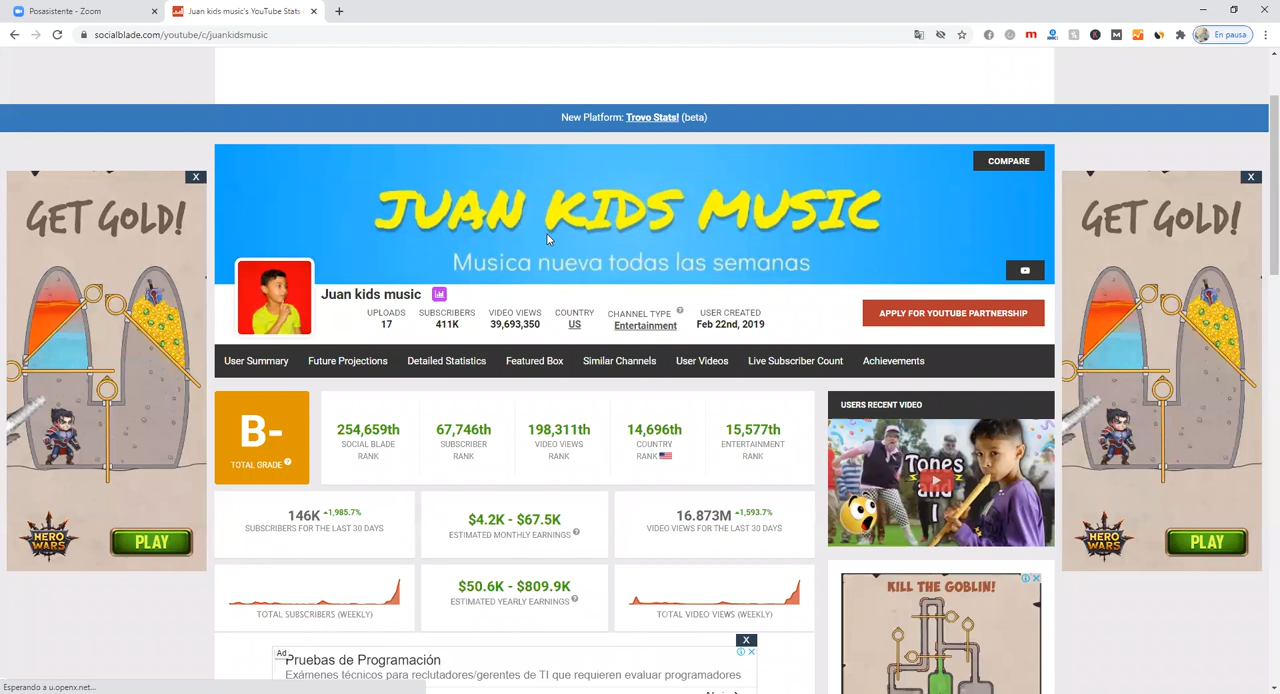 Posasistente - Zoom
Juan kids music's YouTube Stats
socialblade.com/youtube/c/juankidsmusic
En pausa
New Platform: Trovo Stats! (beta)
COMPARE
JUAN KIDS MUSIC
Musica nueva todas las semanas
Juan kids music
UPLOADS
17
SUBSCRIBERS
411K
VIDEO VIEWS
39,693,350
COUNTRY
US
CHANNEL TYPE
Entertainment
USER CREATED
Feb 22nd, 2019
APPLY FOR YOUTUBE PARTNERSHIP
User Summary
Future Projections
Detailed Statistics
Featured Box
Similar Channels
User Videos
Live Subscriber Count
Achievements
B-
TOTAL GRADE
254,659th
SOCIAL BLADE
RANK
67,746th
SUBSCRIBER
RANK
198,311th
VIDEO VIEWS
RANK
14,696th
COUNTRY
RANK
15,577th
ENTERTAINMENT
RANK
146K 1,985.7%
SUBSCRIBERS FOR THE LAST 30 DAYS
$4.2K - $67.5K
ESTIMATED MONTHLY EARNINGS
16.873M 1,593.7%
VIDEO VIEWS FOR THE LAST 30 DAYS
TOTAL SUBSCRIBERS (WEEKLY)
$50.6K - $809.9K
ESTIMATED YEARLY EARNINGS
TOTAL VIDEO VIEWS (WEEKLY)
USERS RECENT VIDEO
Tones
and
I
GET GOLD!
HERO
WARS
PLAY
X
GET GOLD!
HERO
WARS
PLAY
X
KILL THE GOBLIN!
X
Ad
Pruebas de Programación
Exámenes técnicos para reclutadores/gerentes de TI que requieren evaluar programadores
Esperando a u.openx.net...